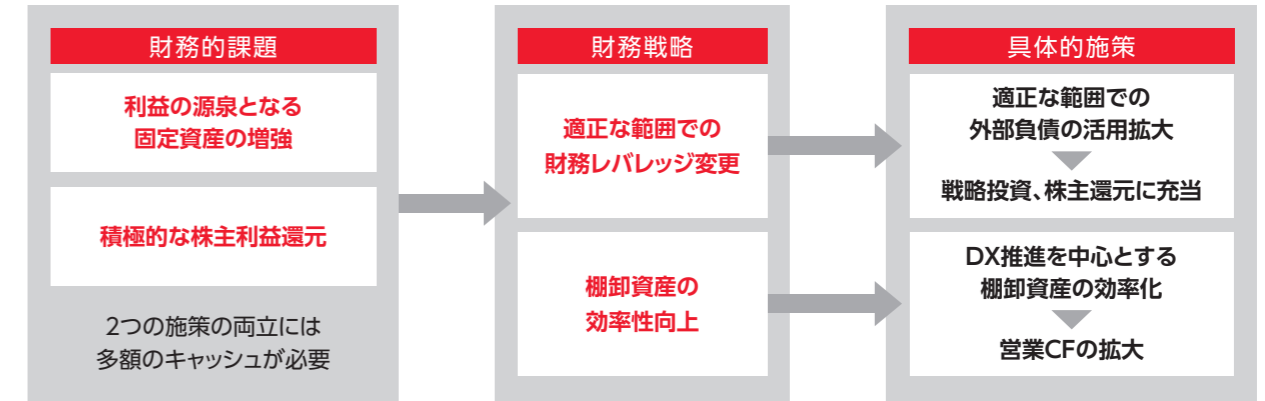 財務的課題
利益の源泉となる
固定資産の増強
積極的な株主利益還元
2つの施策の両立には
多額のキャッシュが必要
財務戦略
適正な範囲での
財務レバレッジ変更
棚卸資産の
効率性向上
具体的施策
適正な範囲での
外部負債の活用拡大
戦略投資、株主還元に充当
DX推進を中心とする
棚卸資産の効率化
営業CFの拡大